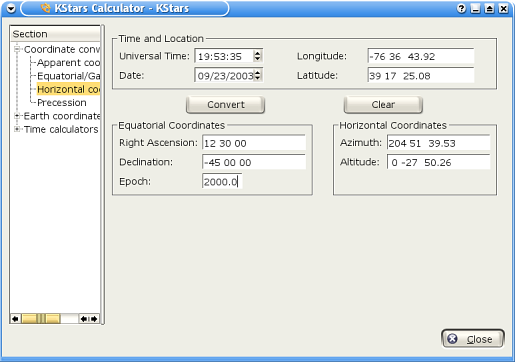 KStars Calculator - KStars
Section
Coordinate conv
Apparent coo
Equatorial/Ga
Horizontal coo
Precession
Earth coordinate
Time calculators
Time and Location
Universal Time: 19:53:35 Longitude: -76 36 43.92
Date: 09/23/2003 Latitude: 39 17 25.08
Convert Clear
Equatorial Coordinates
Right Ascension: 12 30 00
Declination: -45 00 00
Epoch: 2000.0
Horizontal Coordinates
Azimuth: 204 51 39.53
Altitude: 0 -27 50.26
Close